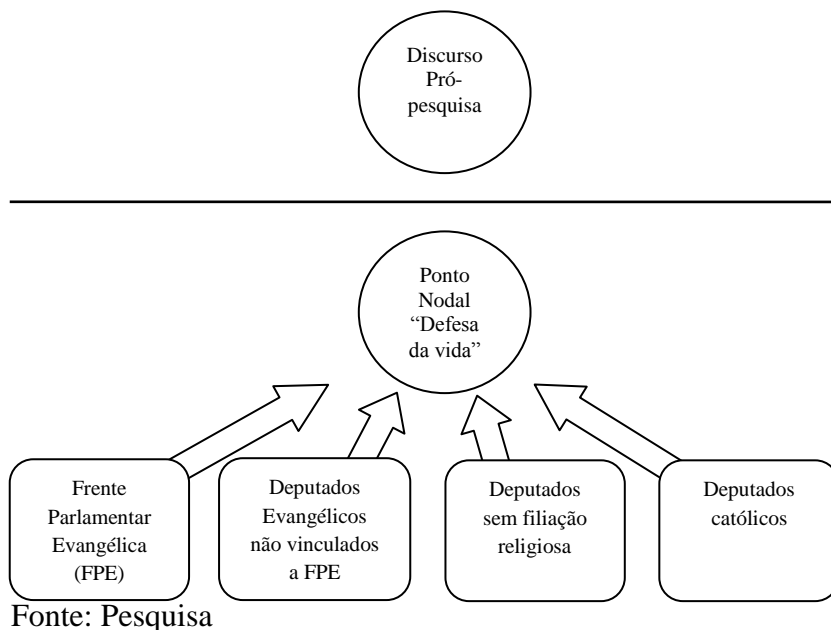 Discurso
Pró-
pesquisa
Ponto
Nodal
“Defesa
da vida”
Frente
Parlamentar
Evangélica
(FPE)
Deputados
Evangélicos
não vinculados
a FPE
Deputados
sem filiação
religiosa
Deputados
católicos
Fonte: Pesquisa